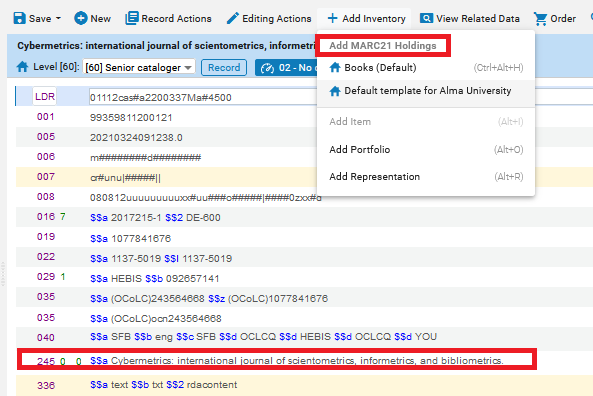 Save New Record Actions Editing Actions Add Inventory View Related Data Order
Cybermetrics: international journal of scientometrics, informetri
Add MARC21 Holdings
Level [60]: [60] Senior cataloger Record 02 - No
Books (Default) (Ctrl+Alt+H)
Default template for Alma University
Add Item (Alt+I)
Add Portfolio (Alt+O)
Add Representation (Alt+R)
LDR 01112cas#a2200337Ma#4500
001 99359811200121
005 20210324091238.0
006 m########d########
007 cr#unu|#####||
008 080812uuuuuuuuuxx#uu###o#####|####0zxx#d
016 7 $$a 2017215-1 $$2 DE-600
019 $$a 1077841676
022 $$a 1137-5019 $$l 1137-5019
029 1 $$a HEBIS $$b 092657141
035 $$a (OCoLC)243564668 $$z (OCoLC)1077841676
035 $$a (OCoLC)ocn243564668
040 $$a SFB $$b eng $$c SFB $$d OCLCQ $$d HEBIS $$d OCLCQ $$d YOU
245 0 0 $$a Cybermetrics: international journal of scientometrics, informetrics, and bibliometrics.
336 $$a text $$b txt $$2 rdacontent